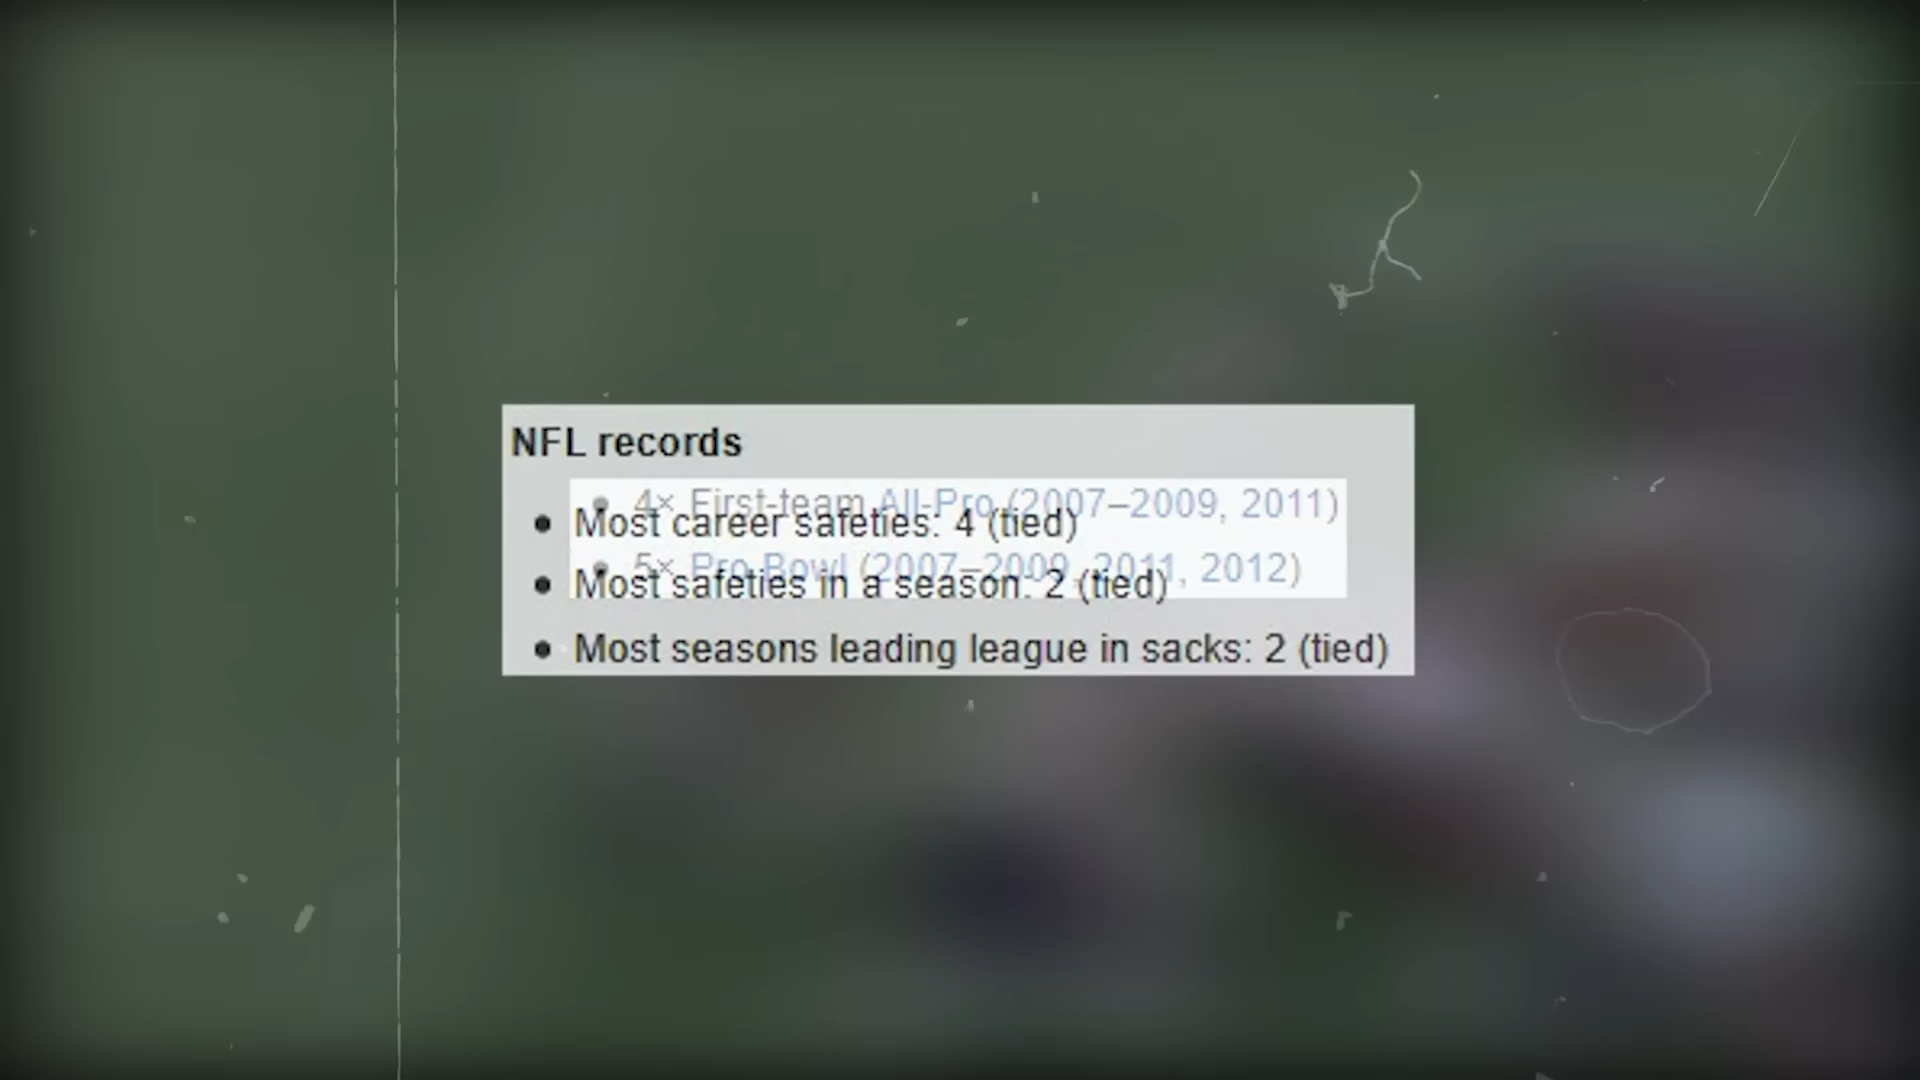 NFL records
• 4× First-team All-Pro (2007–2009, 2011)
• Most career safeties: 4 (tied)
• 5× Pro Bowl (2007–2009, 2011, 2012)
• Most safeties in a season: 2 (tied)
• Most seasons leading league in sacks: 2 (tied)